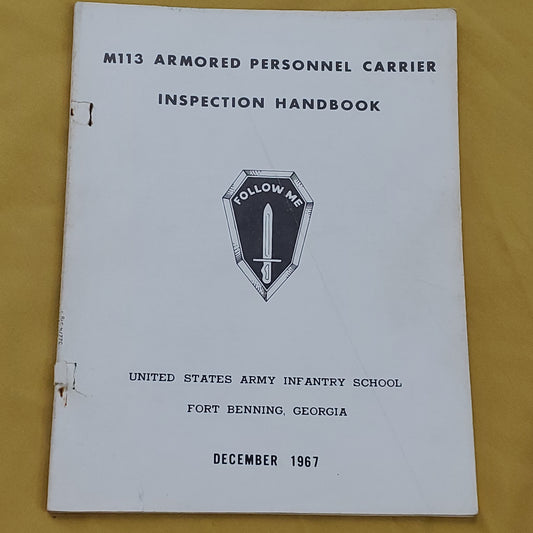 M113 ARMORED PERSONNEL CARRIER
INSPECTION HANDBOOK
FOLLOW ME
UNITED STATES ARMY INFANTRY SCHOOL
FORT BENNING, GEORGIA
DECEMBER 1967